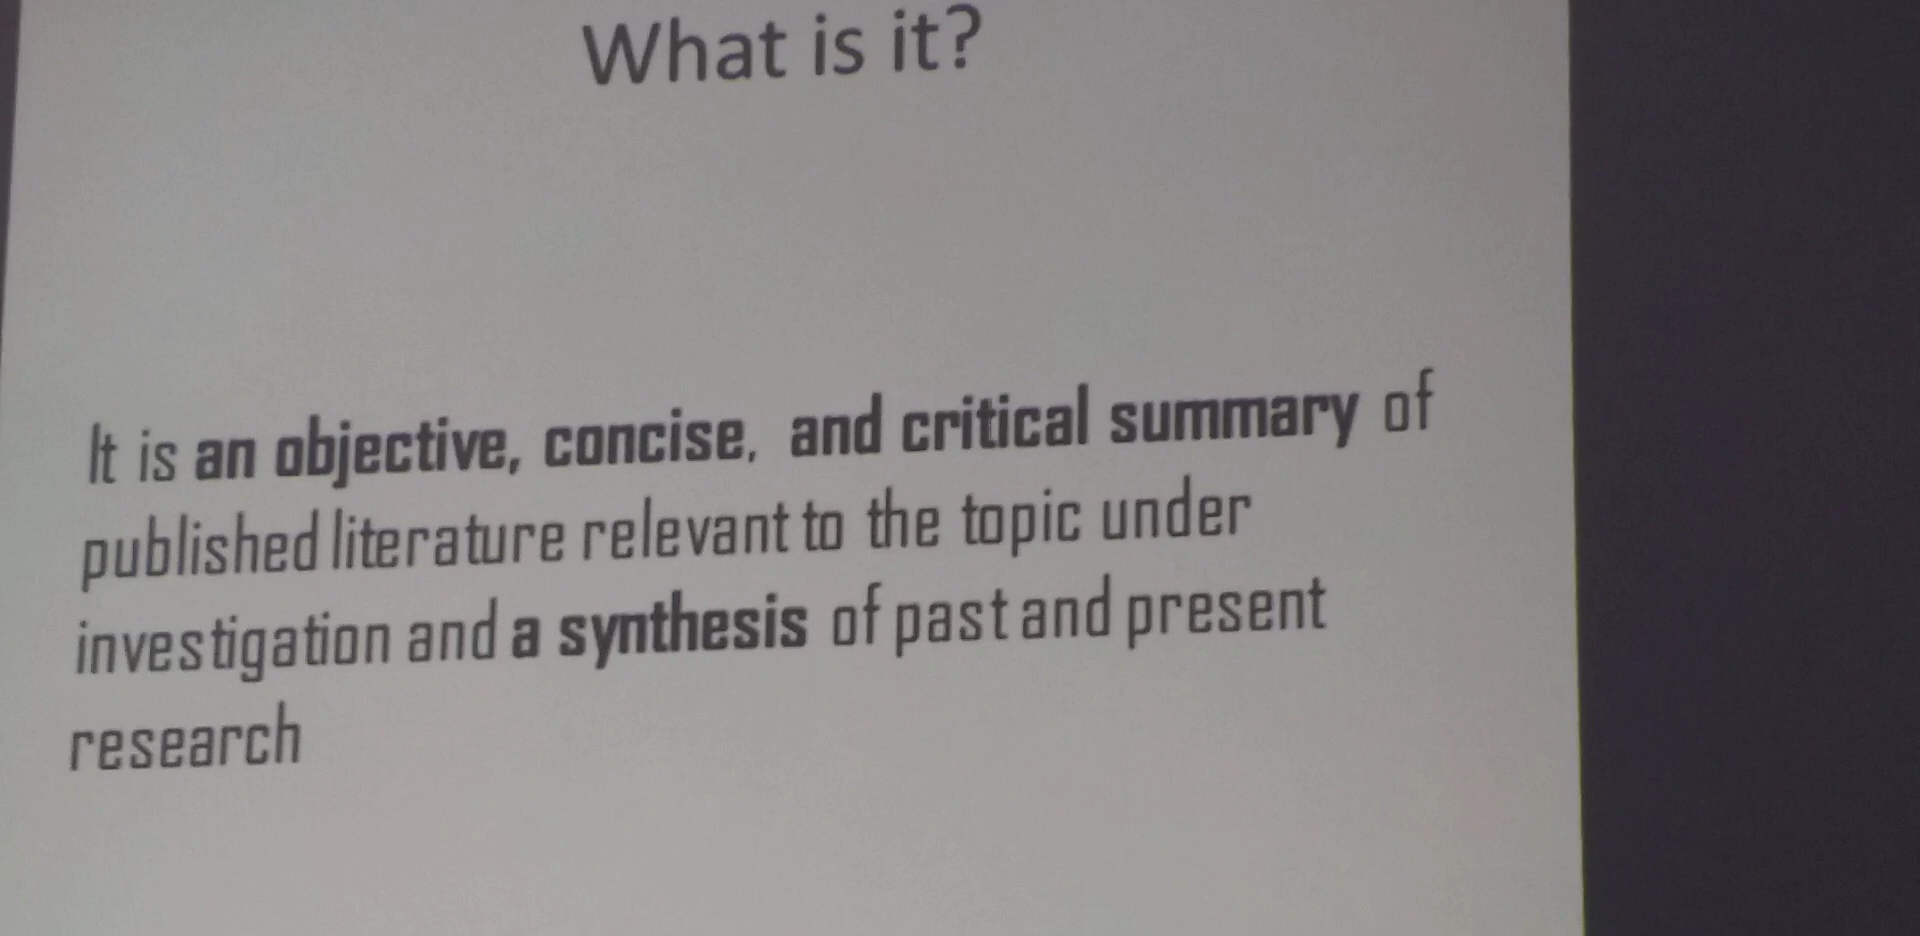 What is it?
It is an objective, concise, and critical summary of
published literature relevant to the topic under
investigation and a synthesis of past and present
research